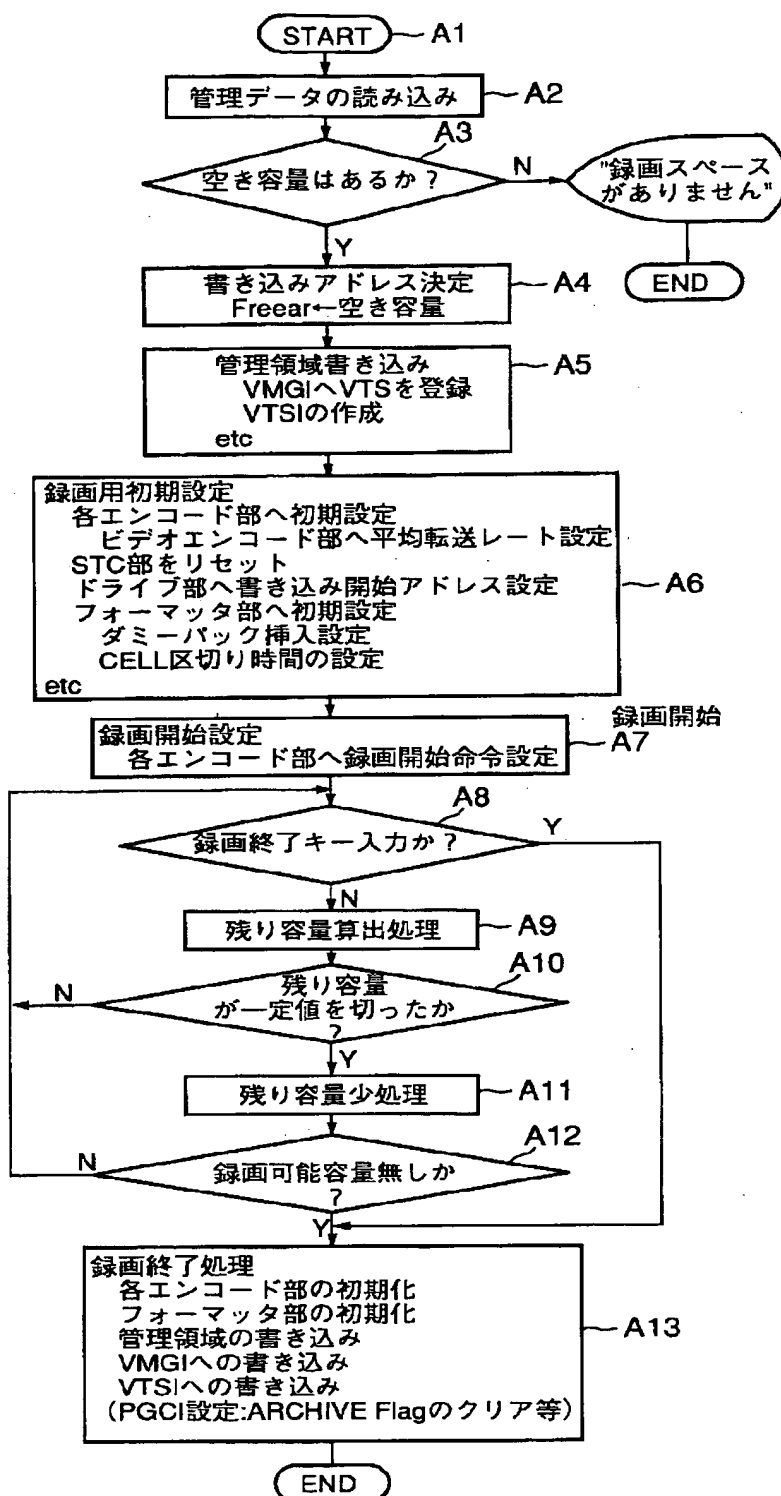 START
A1
管理データの読み込み
A2
A3
空き容量はあるか?
N
"録画スペース
がありません"
END
Y
書き込みアドレス決定
Freear←空き容量
A4
管理領域書き込み
VMGIへVTSを登録
VTSIの作成
etc
A5
録画用初期設定
各エンコード部へ初期設定
ビデオエンコード部へ平均転送レート設定
STC部をリセット
ドライブ部へ書き込み開始アドレス設定
フォーマッタ部へ初期設定
ダミーパック挿入設定
CELL区切り時間の設定
etc
A6
録画開始
録画開始設定
各エンコード部へ録画開始命令設定
A7
A8
録画終了キー入力か?
Y
N
残り容量算出処理
A9
A10
残り容量
が一定値を切ったか
?
N
Y
残り容量少処理
A11
A12
録画可能容量無しか
?
N
Y
録画終了処理
各エンコード部の初期化
フォーマッタ部の初期化
管理領域の書き込み
VMGIへの書き込み
VTSIへの書き込み
(PGCI設定:ARCHIVE Flagのクリア等)
A13
END